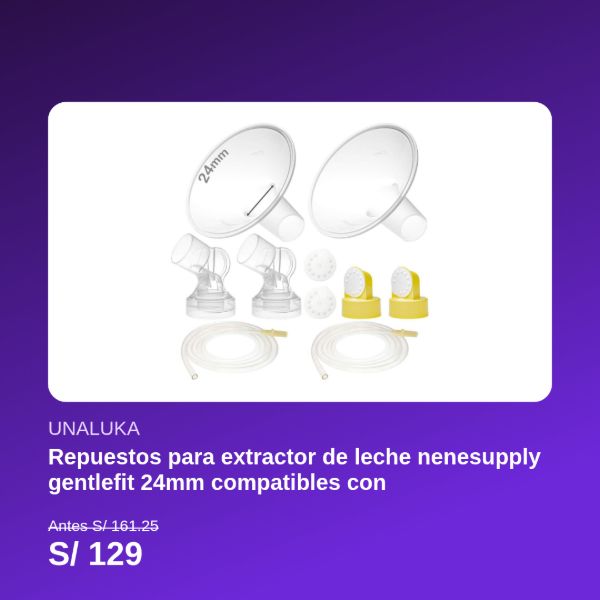 24mm
UNALUKA
Repuestos para extractor de leche nenesupply
gentlefit 24mm compatibles con
Antes S/ 161.25
S/ 129